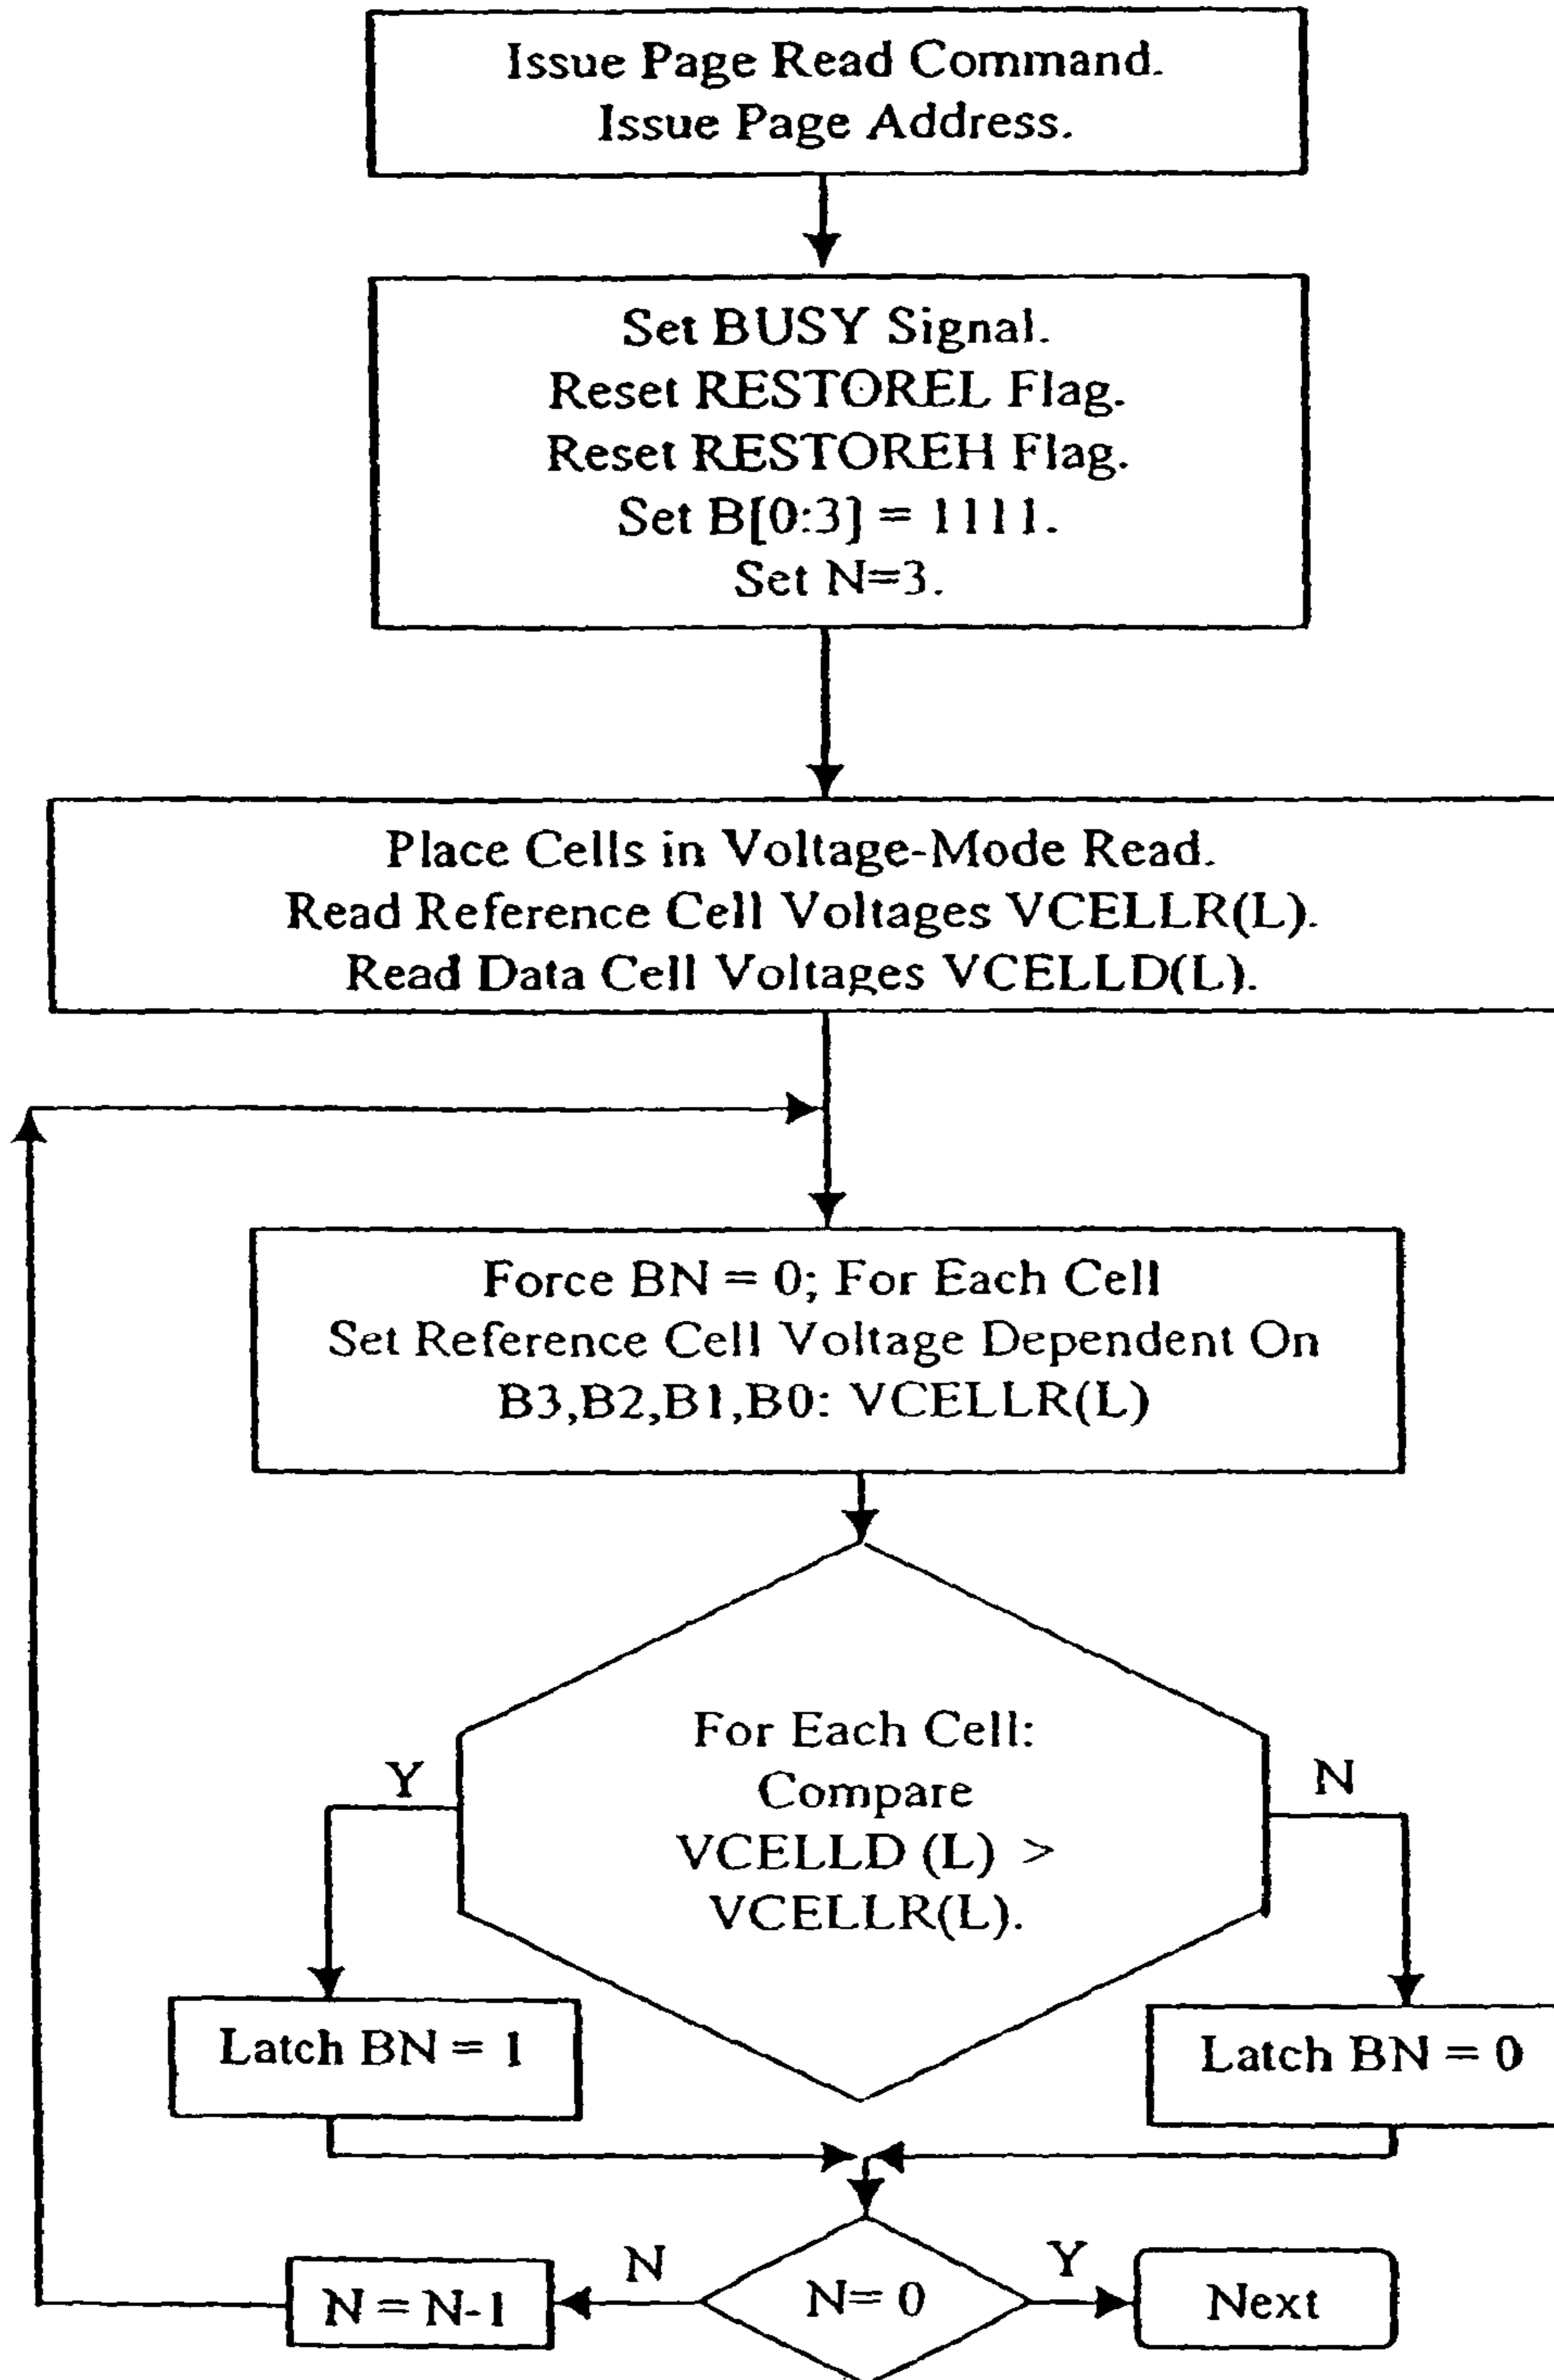 Issue Page Read Command.
Issue Page Address.
Set BUSY Signal.
Reset RESTOREL Flag.
Reset RESTOREH Flag.
Set B[0:3] = 1111.
Set N=3.
Place Cells in Voltage-Mode Read.
Read Reference Cell Voltages VCELLR(L).
Read Data Cell Voltages VCELLD(L).
Force BN = 0; For Each Cell
Set Reference Cell Voltage Dependent On
B3,B2,B1,B0: VCELLR(L)
For Each Cell:
Compare
VCELLD (L) >
VCELLR(L).
Y
N
Latch BN = 1
Latch BN = 0
N = N-1
N
N= 0
Y
Next